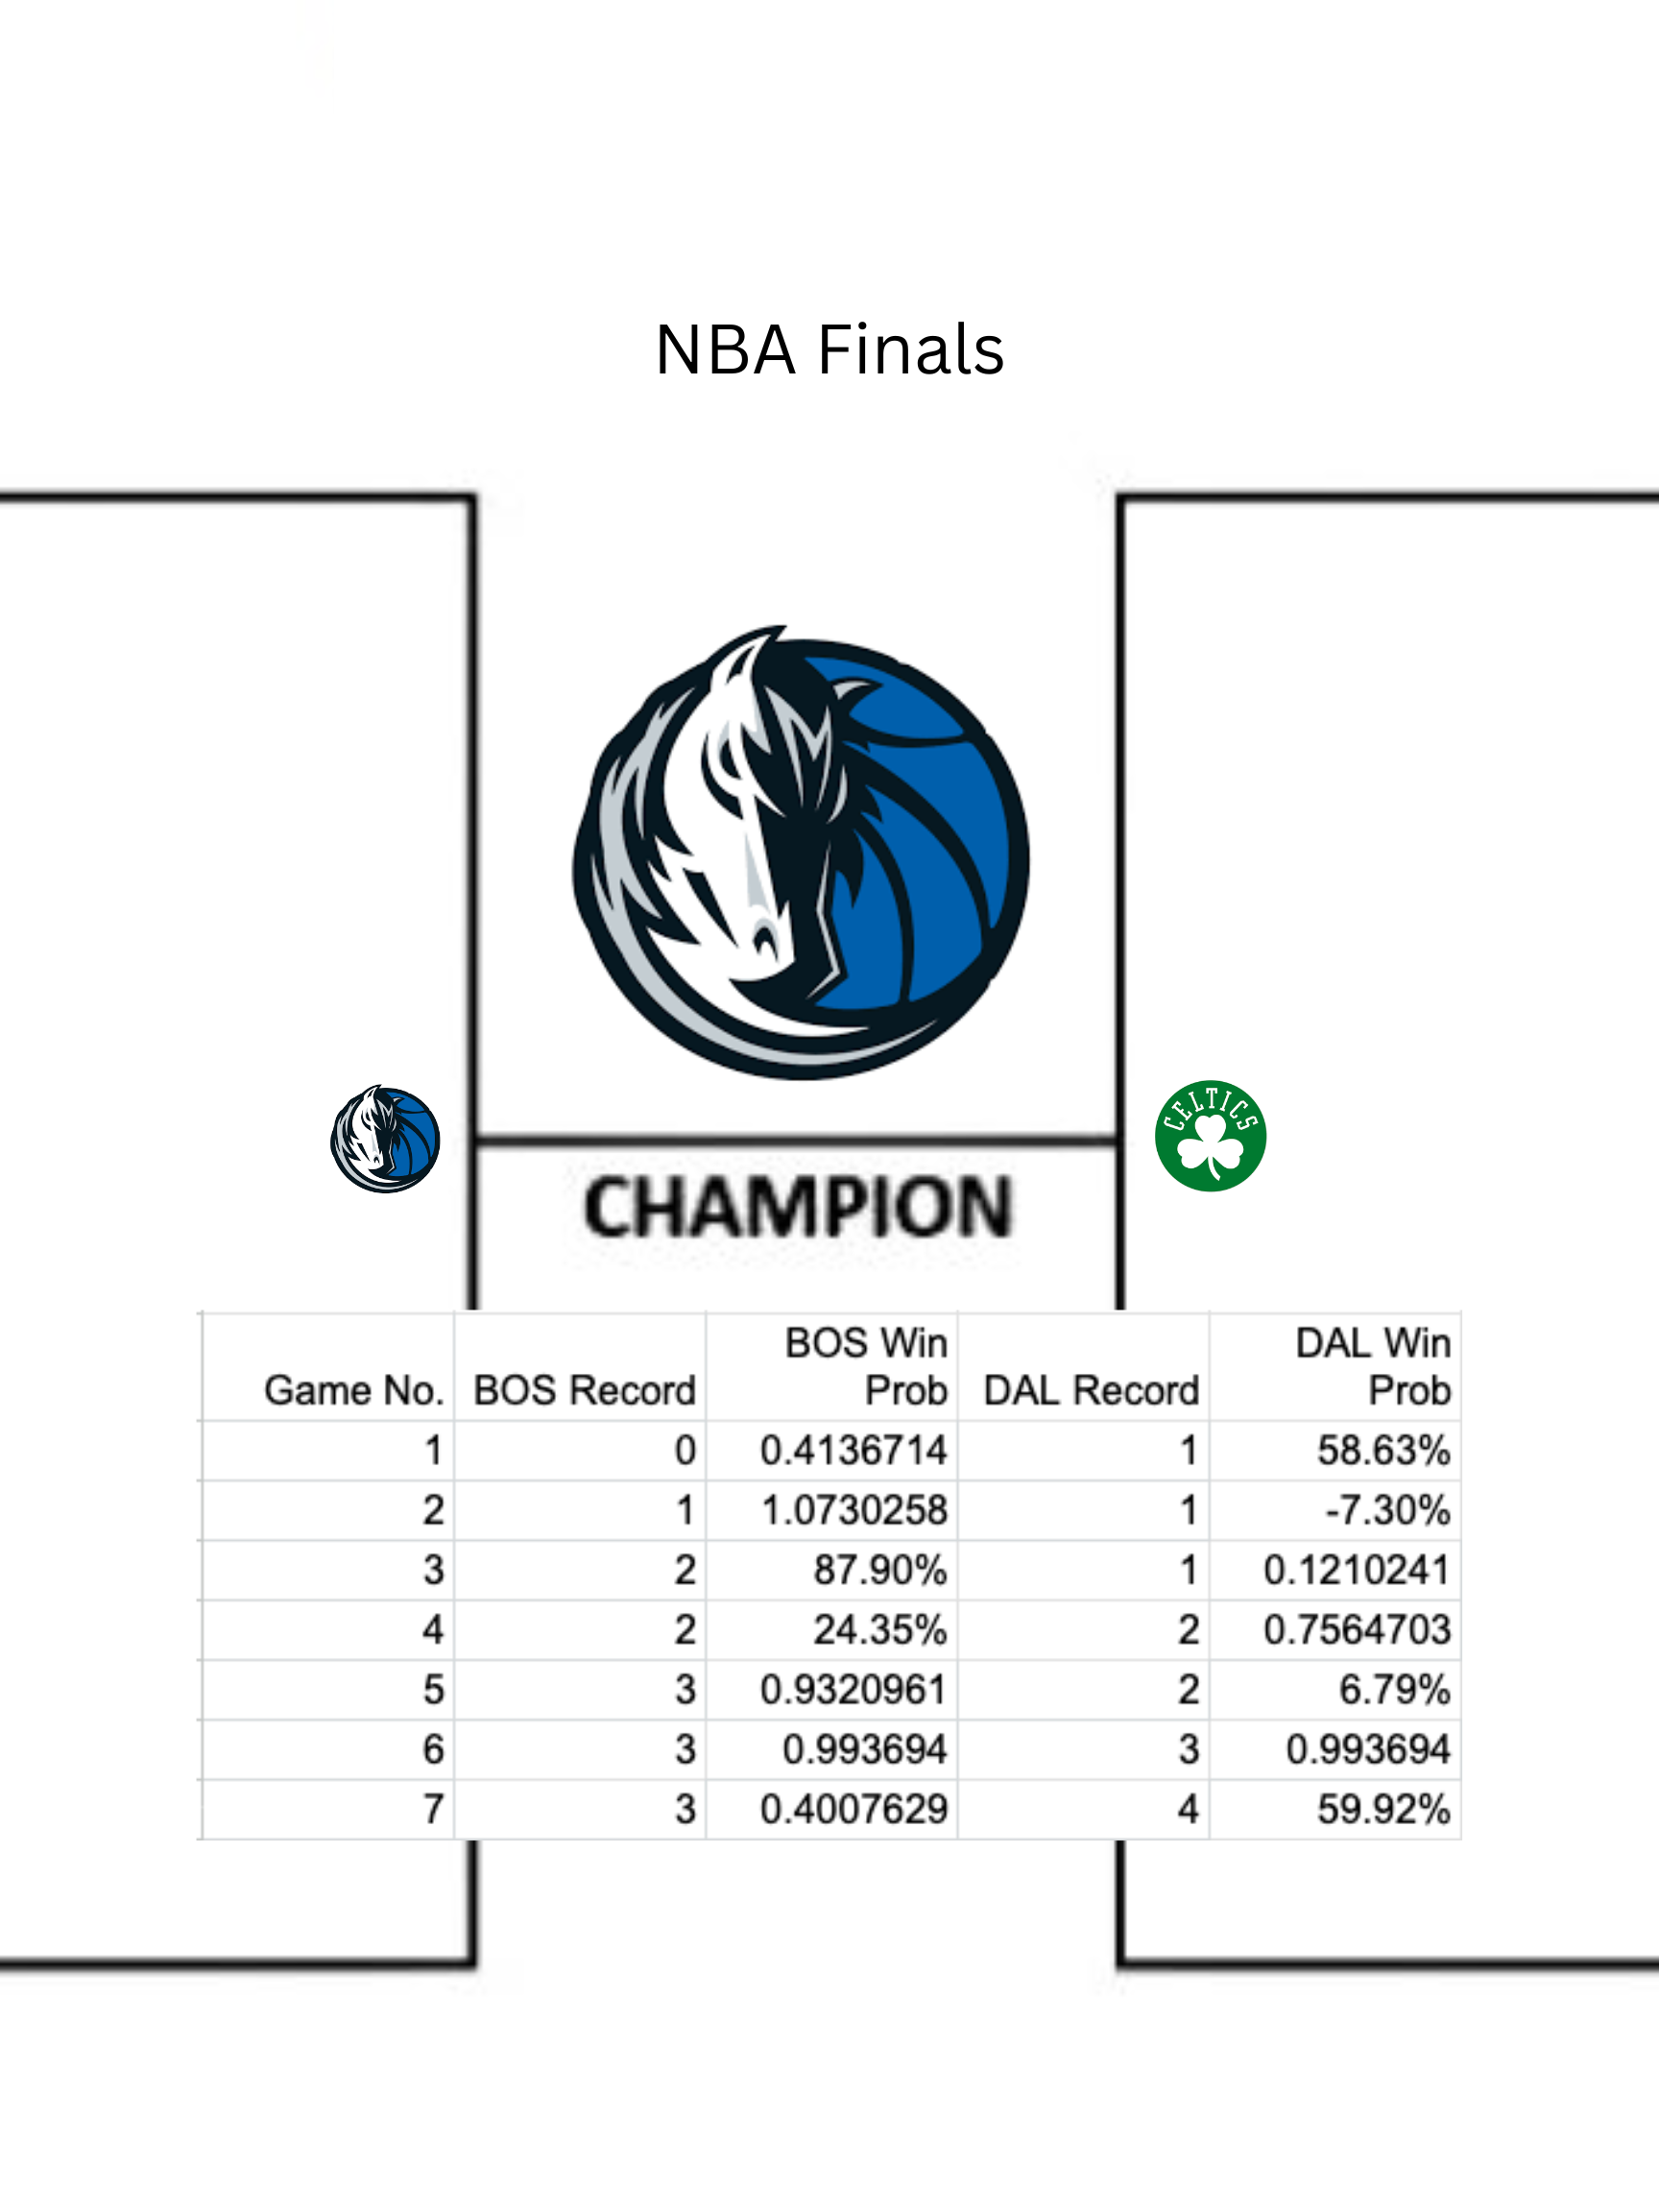 NBA Finals
CELTICS
CHAMPION
Game No. BOS Record BOS Win Prob DAL Record DAL Win Prob
1 0 0.4136714 1 58.63%
2 1 1.0730258 1 -7.30%
3 2 87.90% 1 0.1210241
4 2 24.35% 2 0.7564703
5 3 0.9320961 2 6.79%
6 3 0.993694 3 0.993694
7 3 0.4007629 4 59.92%